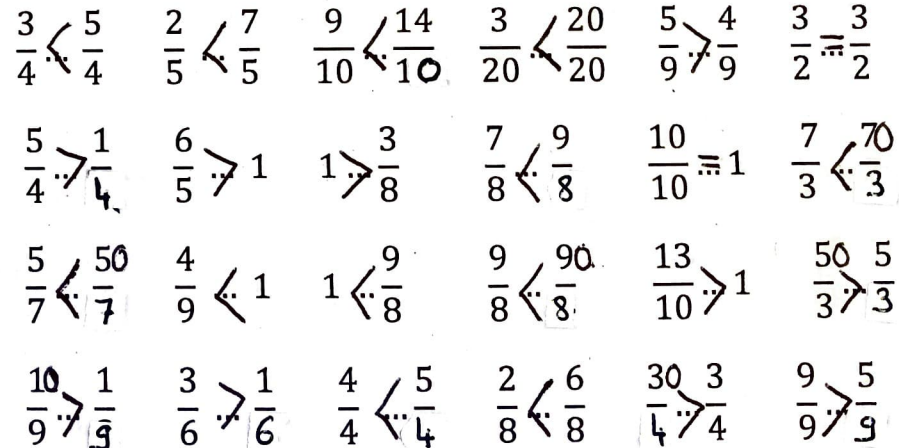 3/4 < 5/4   2/5 < 7/5   9/10 < 14/10   3/20 < 20/20   5/9 > 4/9   3/2 = 3/2
5/4 > 1/4   6/5 > 1   1 > 3/8   7/8 < 9/8   10/10 = 1   7/3 < 70/3
5/7 < 50/7   4/9 < 1   1 < 9/8   9/8 < 90/8   13/10 > 1   50/3 > 5/3
10/9 > 1/9   3/6 > 1/6   4/4 < 5/4   2/8 < 6/8   30/4 > 3/4   9/9 > 5/9